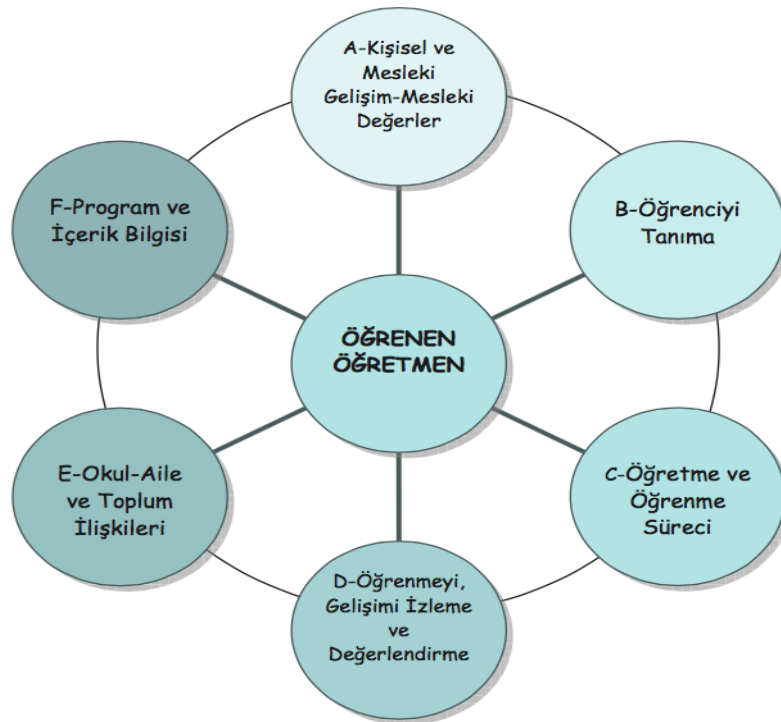 A-Kişisel ve
Mesleki
Gelişim-Mesleki
Değerler
B-Öğrenciyi
Tanıma
C-Öğretme ve
Öğrenme
Süreci
D-Öğrenmeyi,
Gelişimi İzleme
ve
Değerlendirme
E-Okul-Aile
ve Toplum
İlişkileri
F-Program ve
İçerik Bilgisi
ÖĞRENEN
ÖĞRETMEN